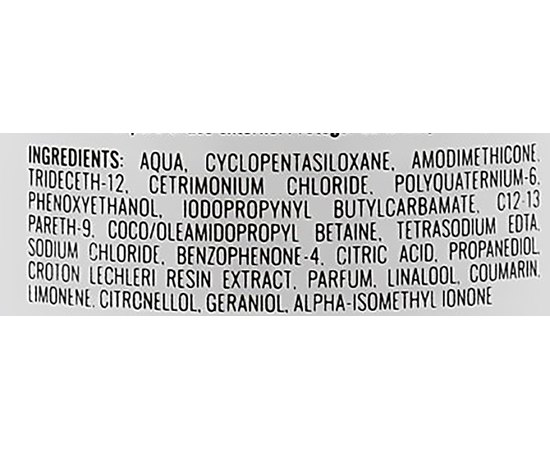 INGREDIENTS: AQUA, CYCLOPENTASILOXANE, AMODIMETHICONE,
TRIDECETH-12, CETRIMONIUM CHLORIDE, POLYQUATERNIUM-6,
PHENOXYETHANOL, IODOPROPYNYL BUTYLCARBAMATE, C12-13
PARETH-9, COCO/OLEAMIDOPROPYL BETAINE, TETRASODIUM EDTA,
SODIUM CHLORIDE, BENZOPHENONE-4, CITRIC ACID, PROPANEDIOL,
CROTON LECHLERI RESIN EXTRACT, PARFUM, LINALOOL, COUMARIN,
LIMONENE, CITRONELLOL, GERANIOL, ALPHA-ISOMETHYL IONONE